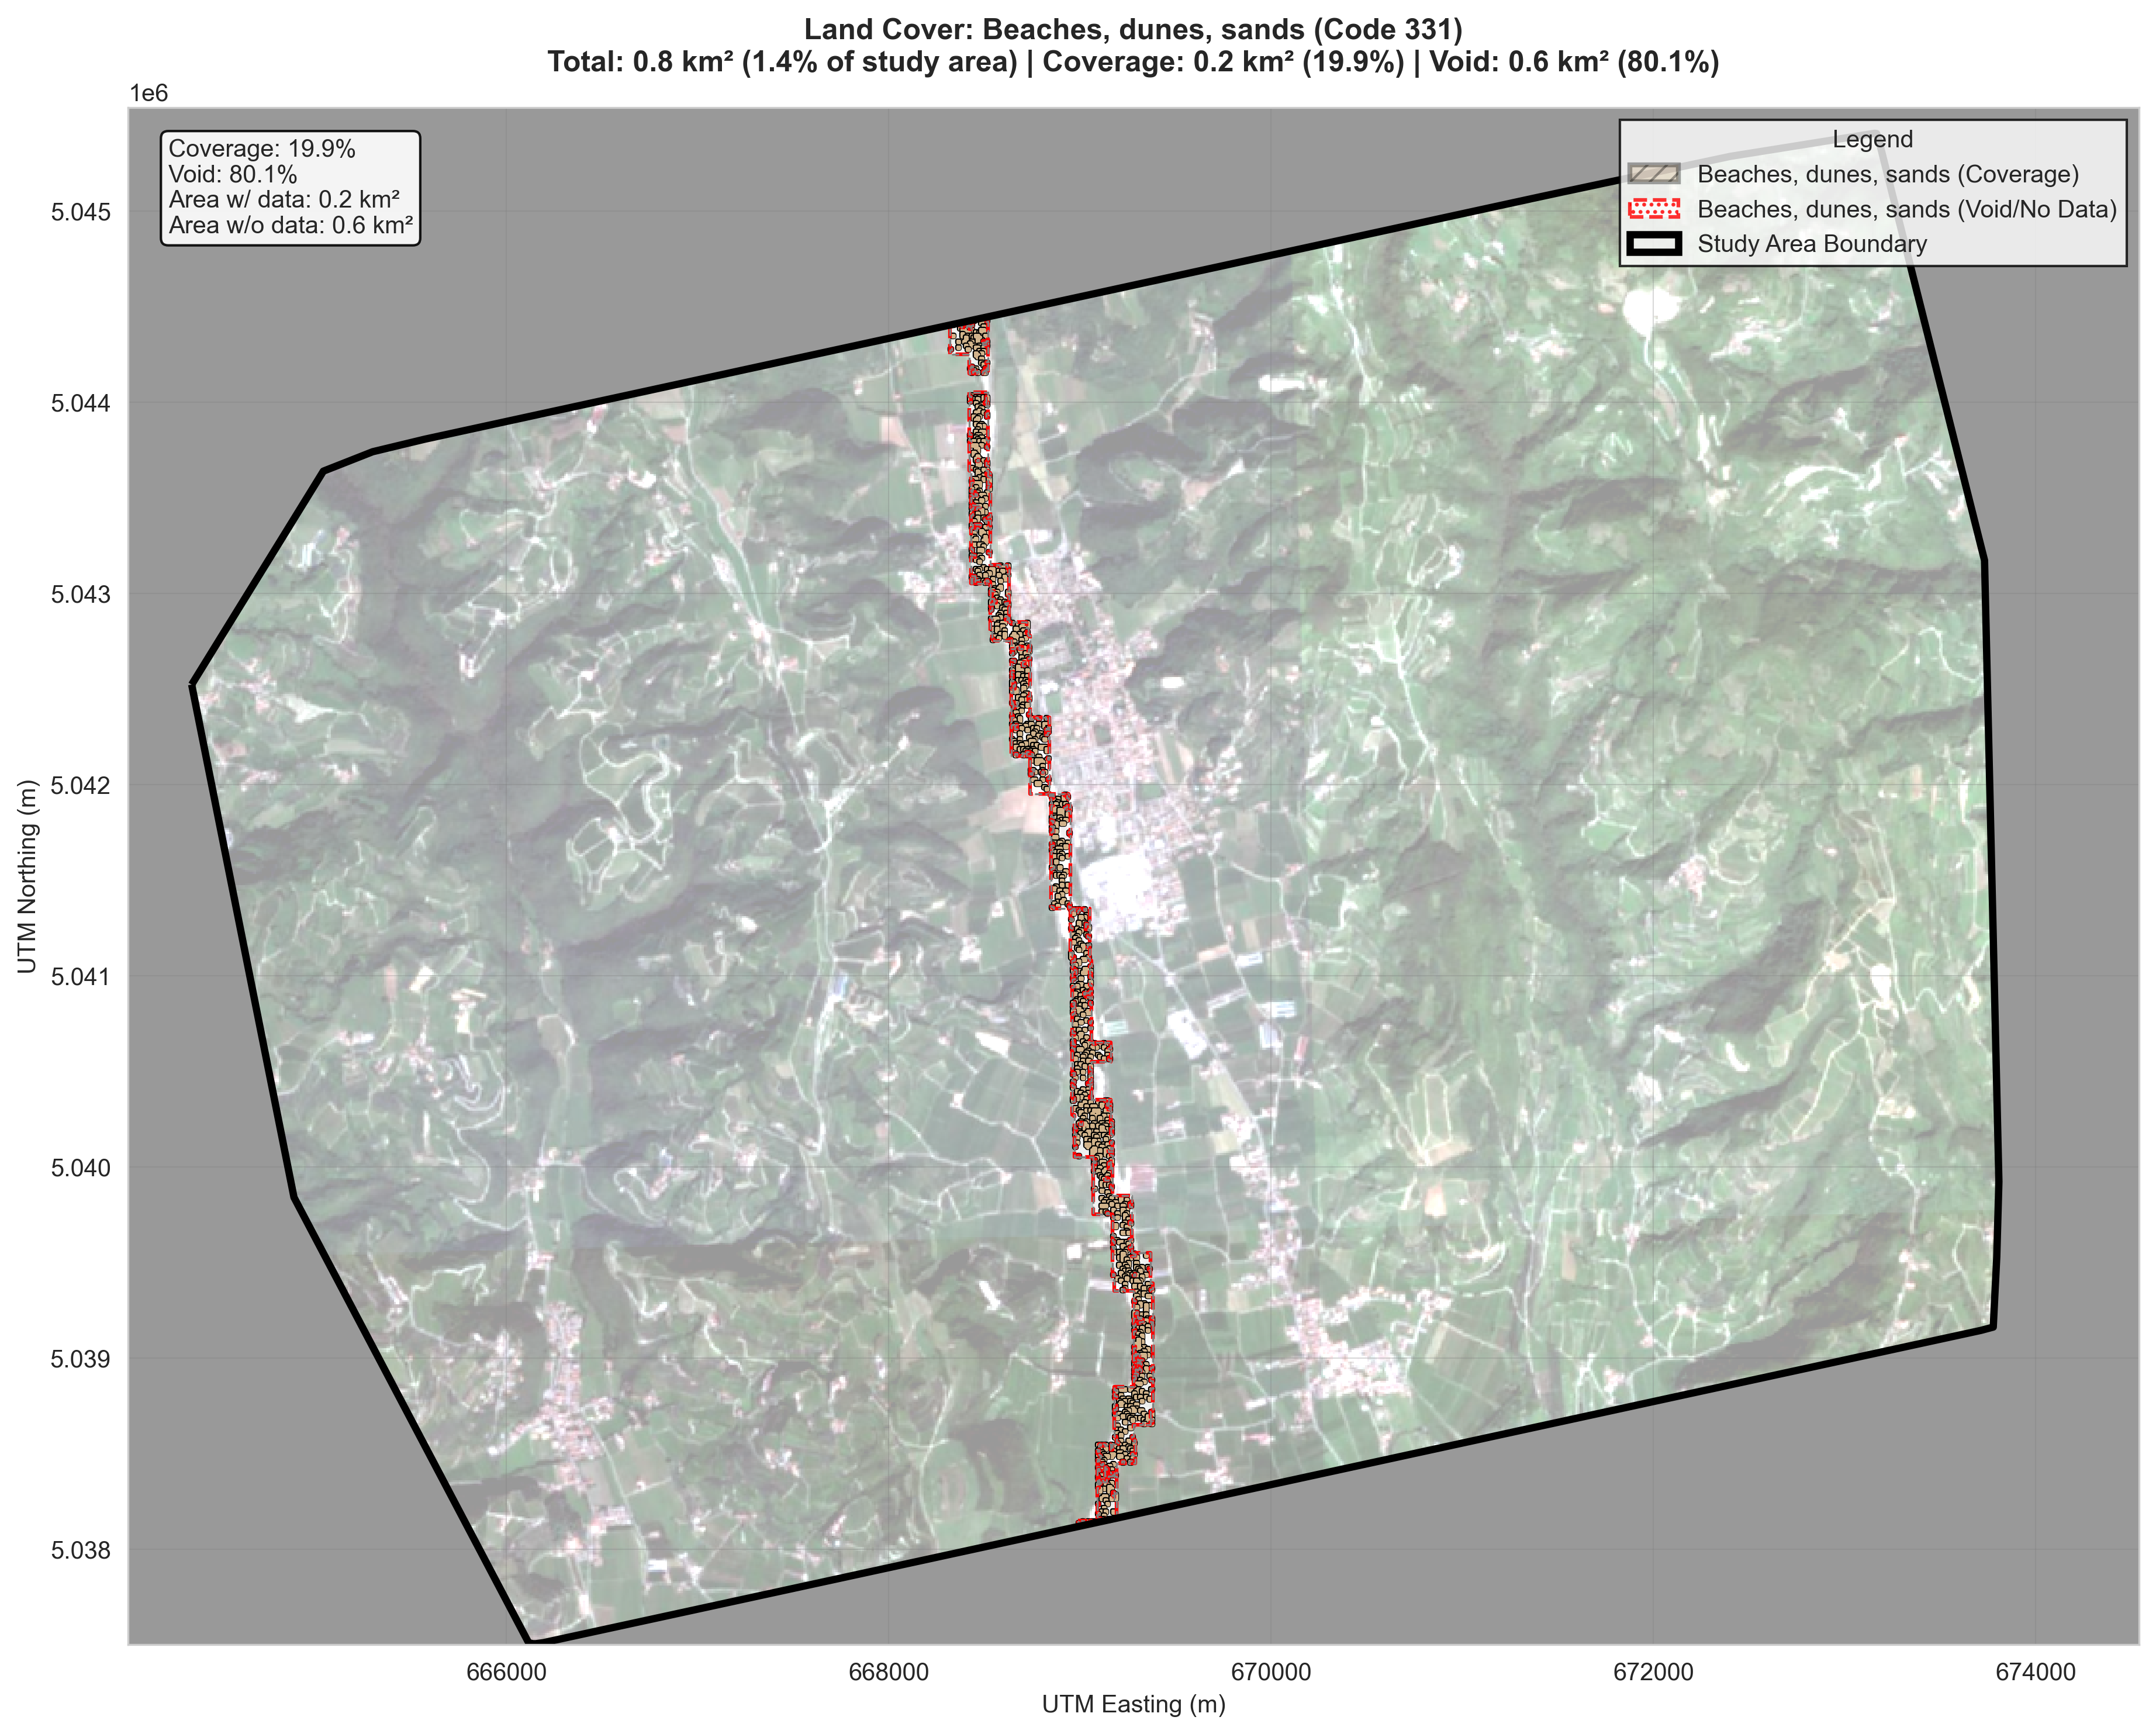 Land Cover: Beaches, dunes, sands (Code 331)
Total: 0.8 km² (1.4% of study area) | Coverage: 0.2 km² (19.9%) | Void: 0.6 km² (80.1%)
1e6
Coverage: 19.9%
Void: 80.1%
Area w/ data: 0.2 km²
Area w/o data: 0.6 km²
Legend
Beaches, dunes, sands (Coverage)
Beaches, dunes, sands (Void/No Data)
Study Area Boundary
5.045
5.044
5.043
5.042
5.041
5.040
5.039
5.038
UTM Northing (m)
666000 668000 670000 672000 674000
UTM Easting (m)